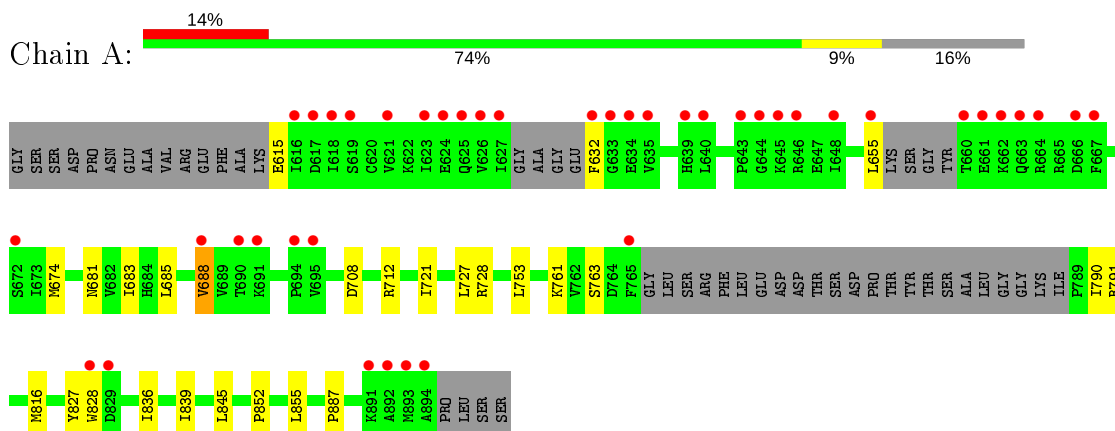 14%
Chain A:
74% 9% 16%
GLY SER SER ASP PRO ASN GLU ALA VAL ARG GLU PHE ALA LYS E615 I616 D617 I618 S619 C620 V621 K622 I623 E624 Q625 V626 I627 GLY ALA GLY GLU F632 G633 E634 V635 H639 L640 P643 G644 K645 R646 E647 I648 L655 LYS SER GLY TYR T660 E661 K662 Q663 R664 R665 D666 F667
S672 I673 M674 N681 V682 I683 H684 L685 V688 V689 T690 K691 P694 V695 D708 R712 I721 L727 R728 L753 K761 V762 S763 D764 F765 GLY LEU SER ARG PHE LEU GLU ASP ASP THR SER ASP PRO THR TYR THR SER ALA LEU GLY GLY LYS ILE P789 I790 R791
M816 Y827 W828 D829 I836 I839 L845 P852 L855 P887 K891 A892 M893 A894 PRO LEU SER SER